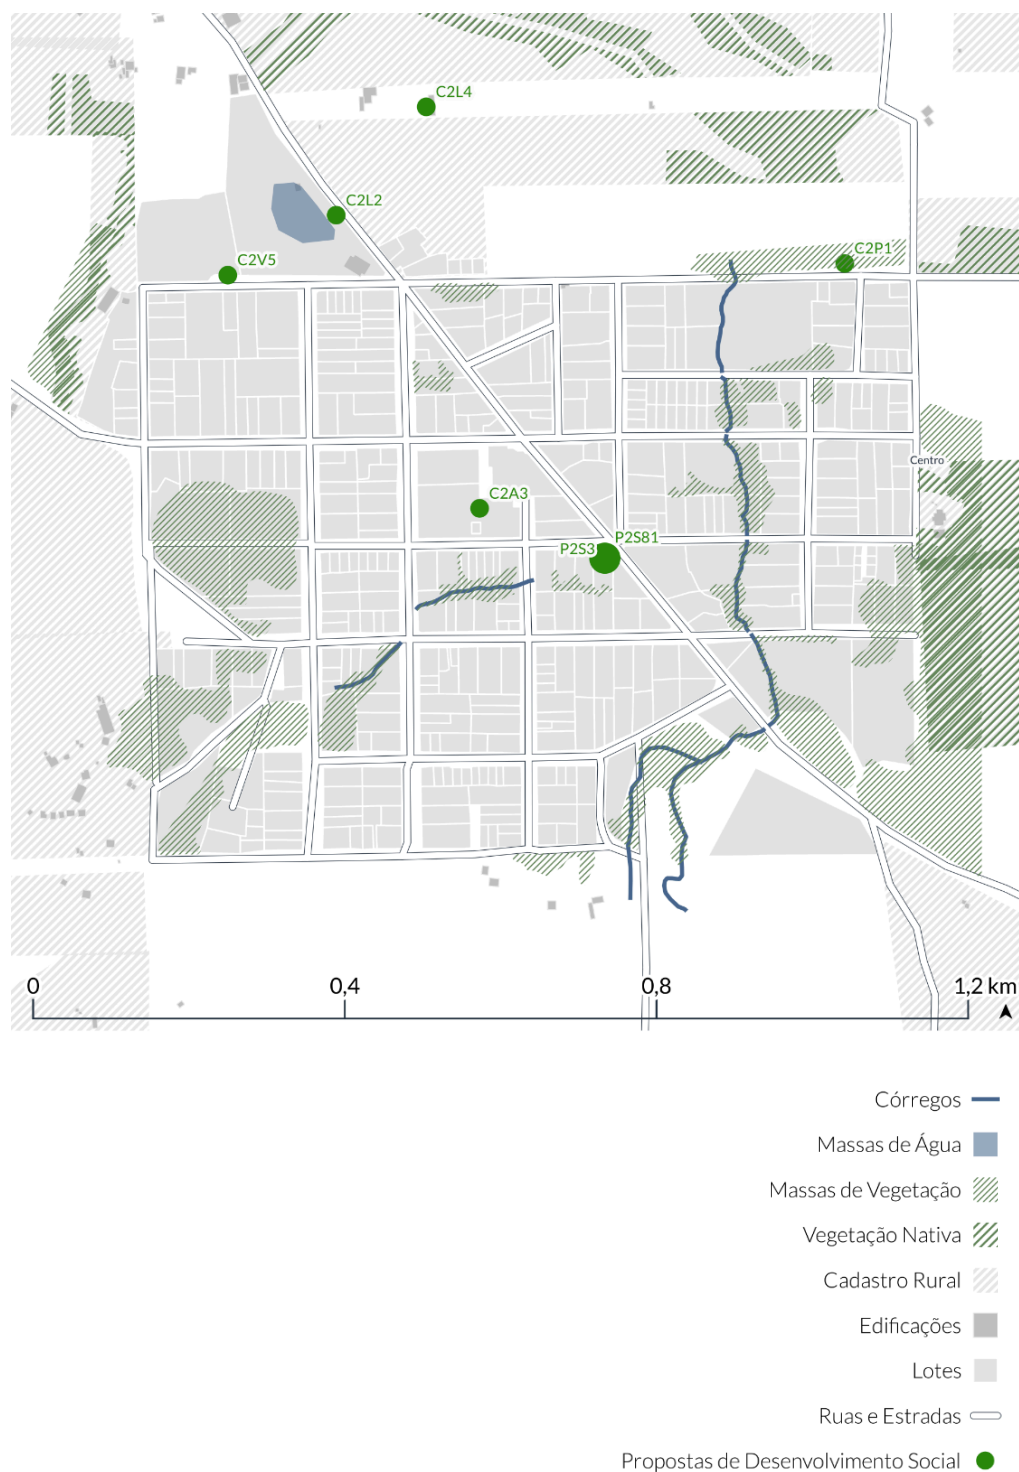 C2L4
C2L2
C2P1
C2V5
Centro
C2A3
P2S81
P2S3
0 0,4 0,8 1,2 km
Córregos
Massas de Água
Massas de Vegetação
Vegetação Nativa
Cadastro Rural
Edificações
Lotes
Ruas e Estradas
Propostas de Desenvolvimento Social